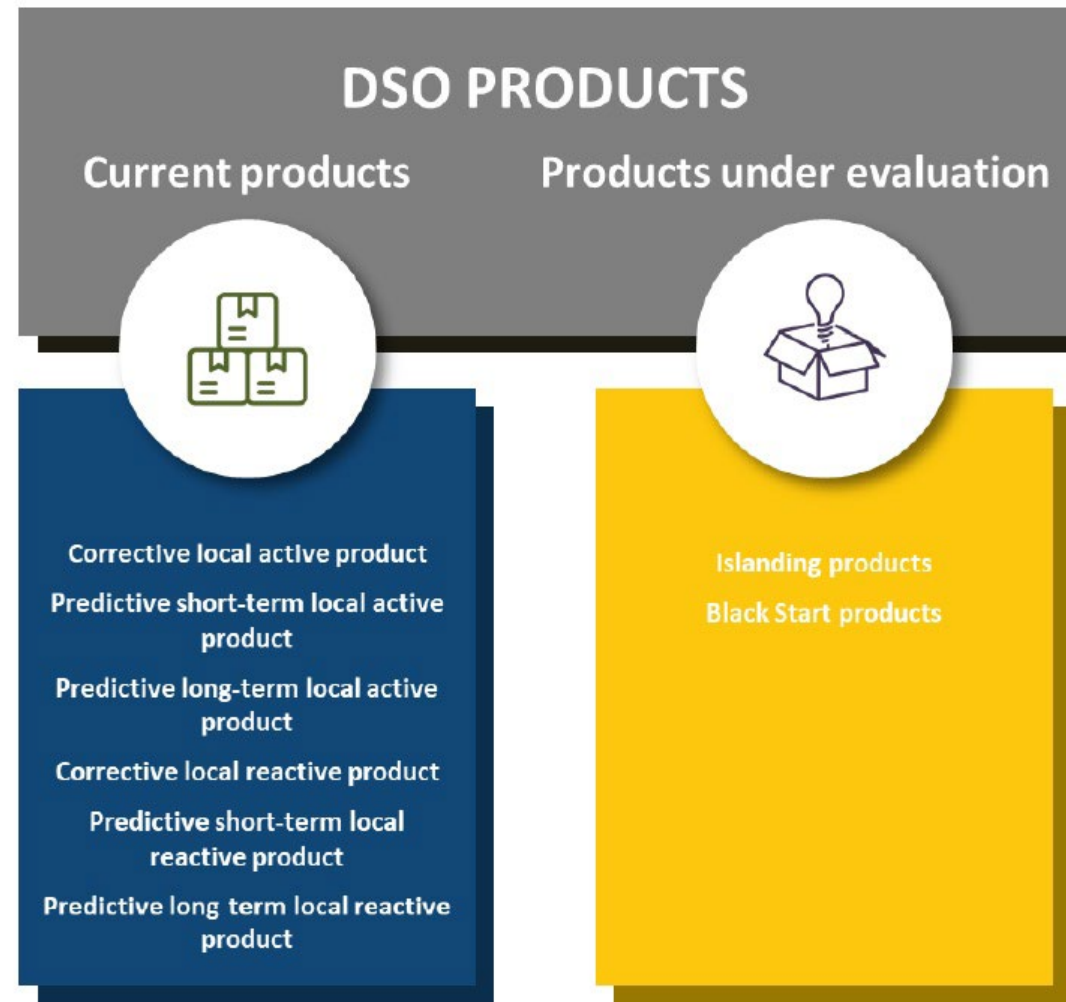 DSO PRODUCTS
Current products
Products under evaluation
Corrective local active product
Predictive short-term local active
product
Predictive long-term local active
product
Corrective local reactive product
Predictive short-term local
reactive product
Predictive long term local reactive
product
Islanding products
Black Start products